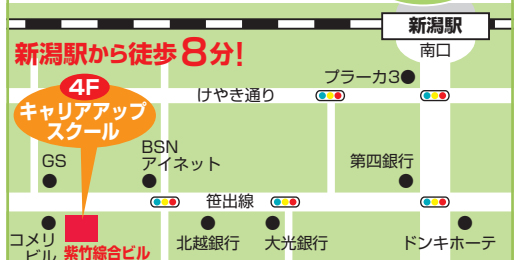 新潟駅
南口
新潟駅から徒歩8分!
プラーカ3
4F
キャリアアップ
スクール
けやき通り
GS
BSN
アイネット
第四銀行
笹出線
コメリ
ビル
紫竹綜合ビル
北越銀行
大光銀行
ドンキホーテ